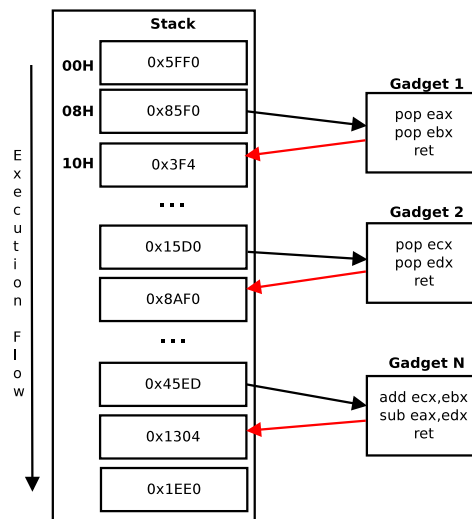 Stack
00H
0x5FF0
08H
0x85F0
10H
0x3F4
...
0x15D0
0x8AF0
...
0x45ED
0x1304
0x1EE0
Execution Flow
Gadget 1
pop eax
pop ebx
ret
Gadget 2
pop ecx
pop edx
ret
Gadget N
add ecx,ebx
sub eax,edx
ret